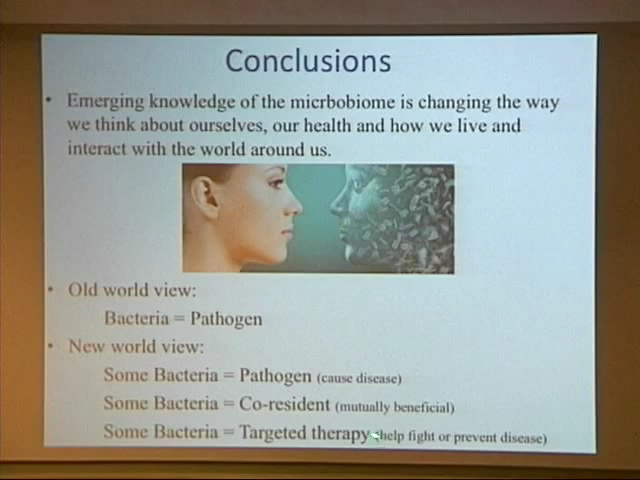 Conclusions
• Emerging knowledge of the micrbobiome is changing the way
we think about ourselves, our health and how we live and
interact with the world around us.
• Old world view:
Bacteria = Pathogen
• New world view:
Some Bacteria = Pathogen (cause disease)
Some Bacteria = Co-resident (mutually beneficial)
Some Bacteria = Targeted therapy (help fight or prevent disease)